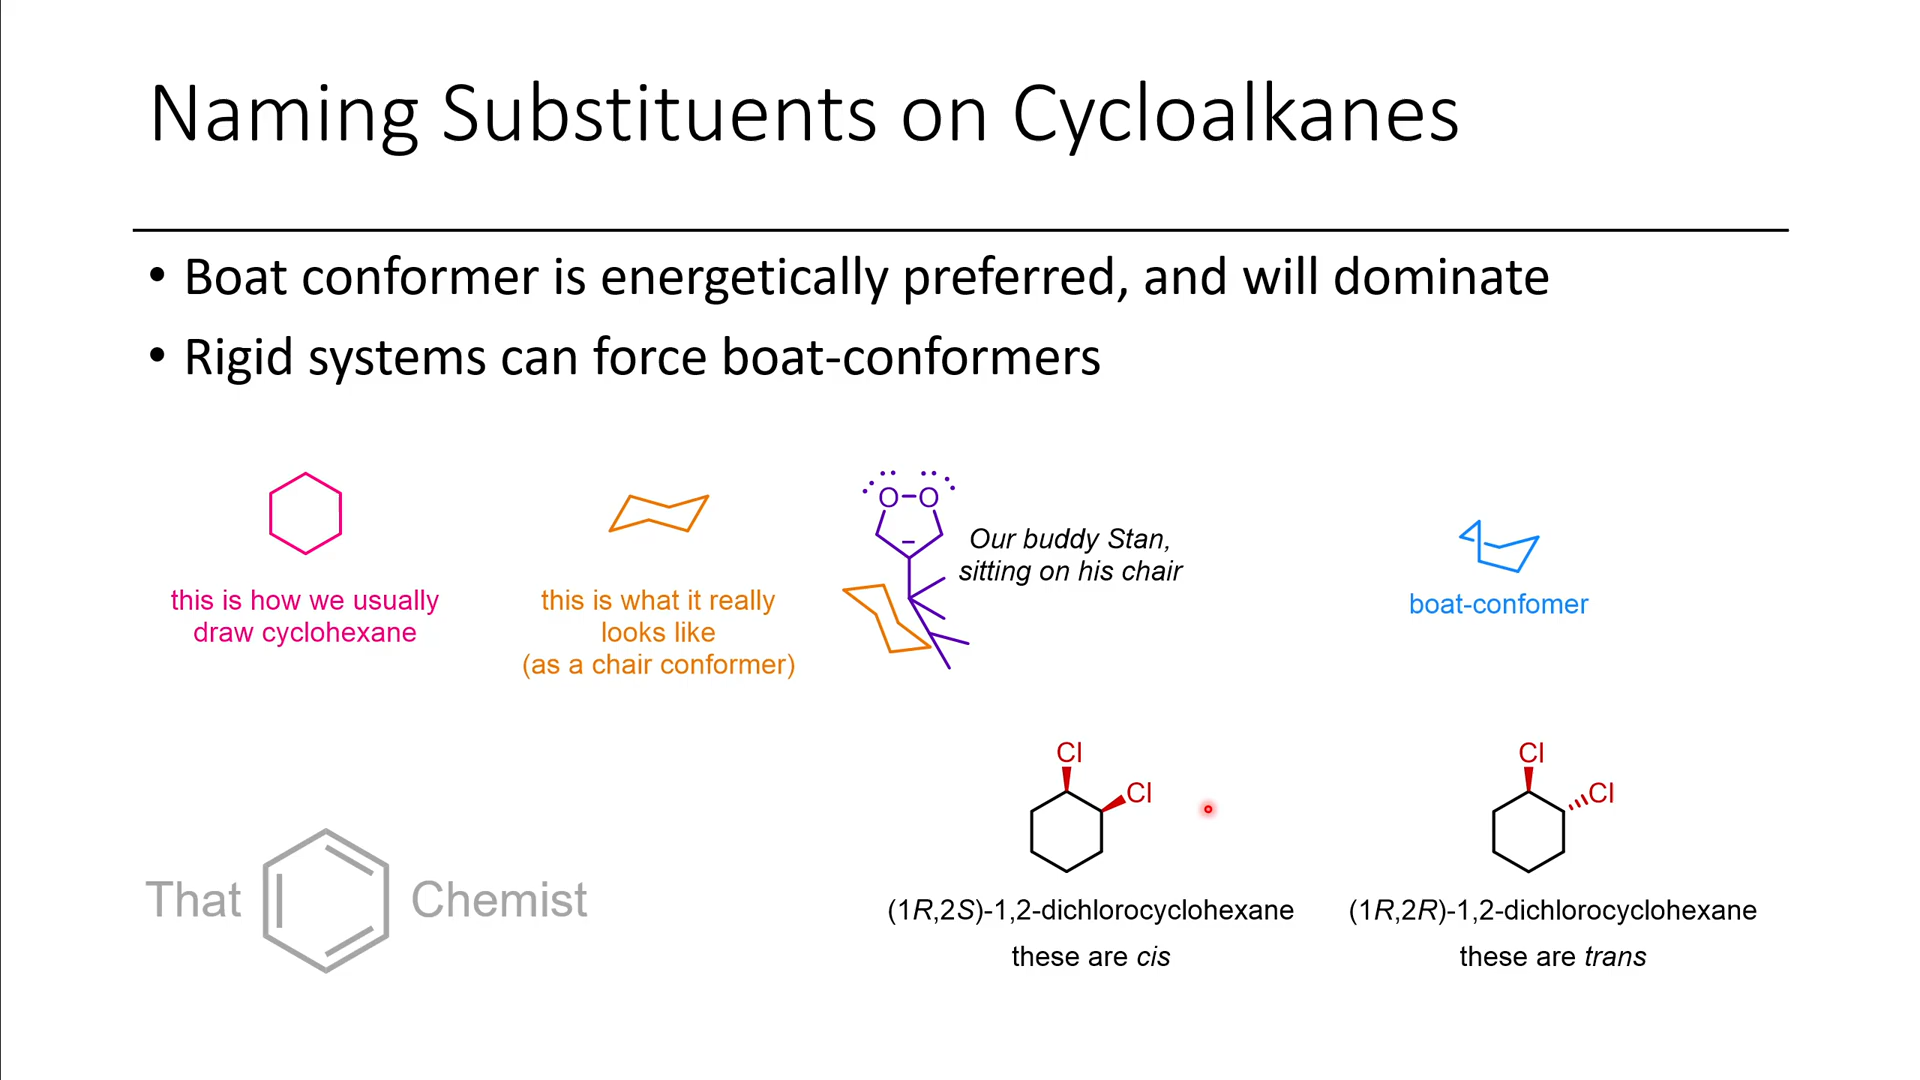 Naming Substituents on Cycloalkanes
• Boat conformer is energetically preferred, and will dominate
• Rigid systems can force boat-conformers
O–O
Our buddy Stan,
sitting on his chair
this is how we usually
draw cyclohexane
this is what it really
looks like
(as a chair conformer)
boat-confomer
Cl
Cl
Cl
Cl
That Chemist
(1R,2S)-1,2-dichlorocyclohexane
these are cis
(1R,2R)-1,2-dichlorocyclohexane
these are trans